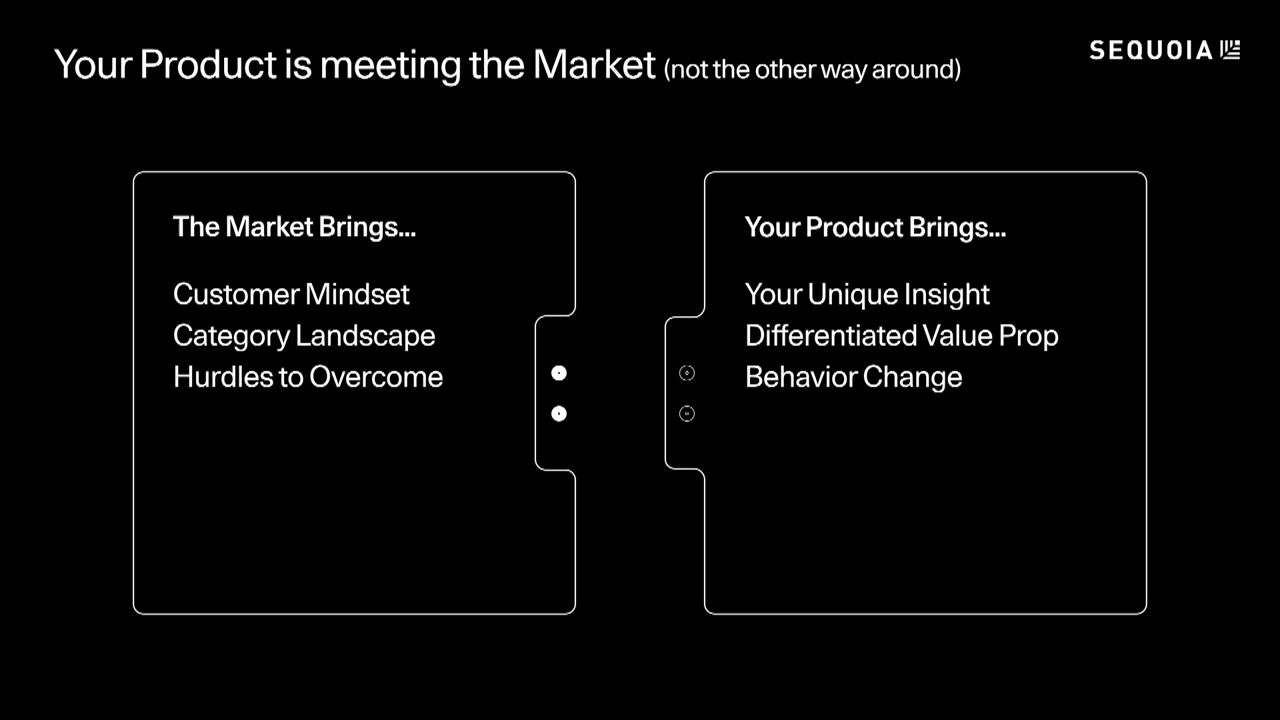 Your Product is meeting the Market (not the other way around)
SEQUOIA
The Market Brings...
Customer Mindset
Category Landscape
Hurdles to Overcome
Your Product Brings...
Your Unique Insight
Differentiated Value Prop
Behavior Change